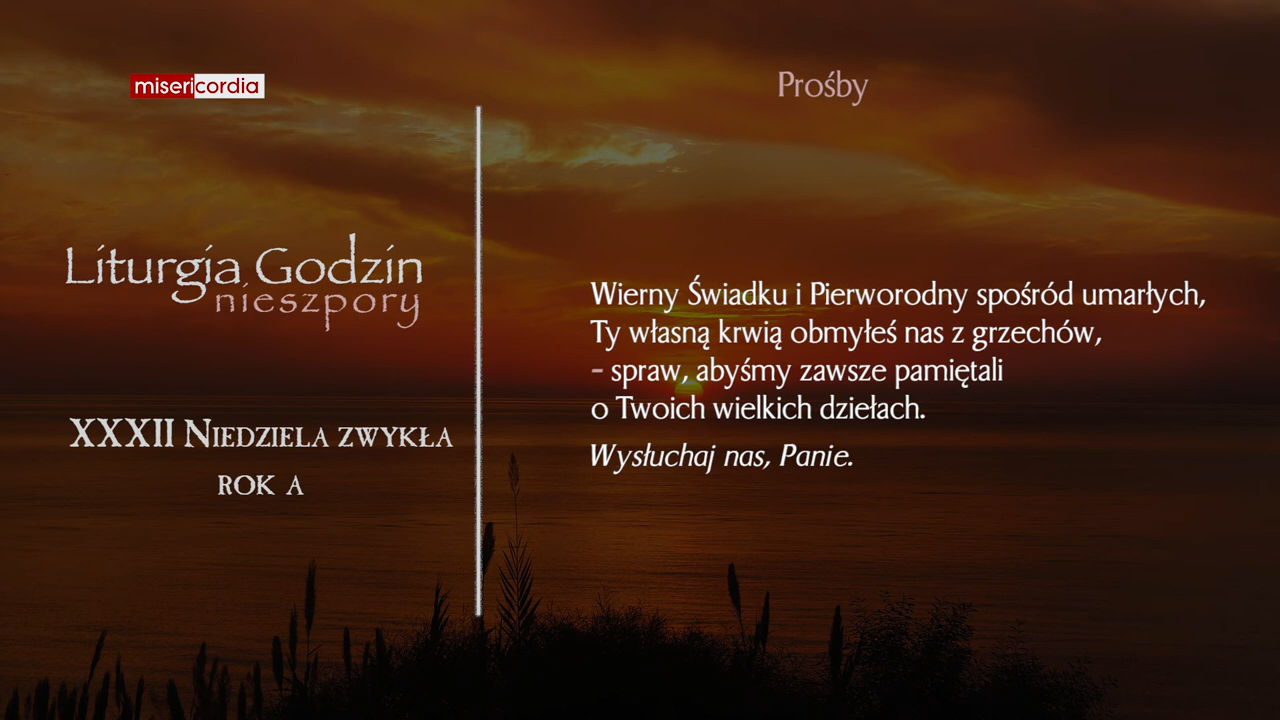 misericordia
Prośby
Liturgia Godzin
nieszpory
XXXII Niedziela zwykła
rok a
Wierny Świadku i Pierworodny spośród umarłych,
Ty własną krwią obmyłeś nas z grzechów,
- spraw, abyśmy zawsze pamiętali
o Twoich wielkich dziełach.
Wysłuchaj nas, Panie.